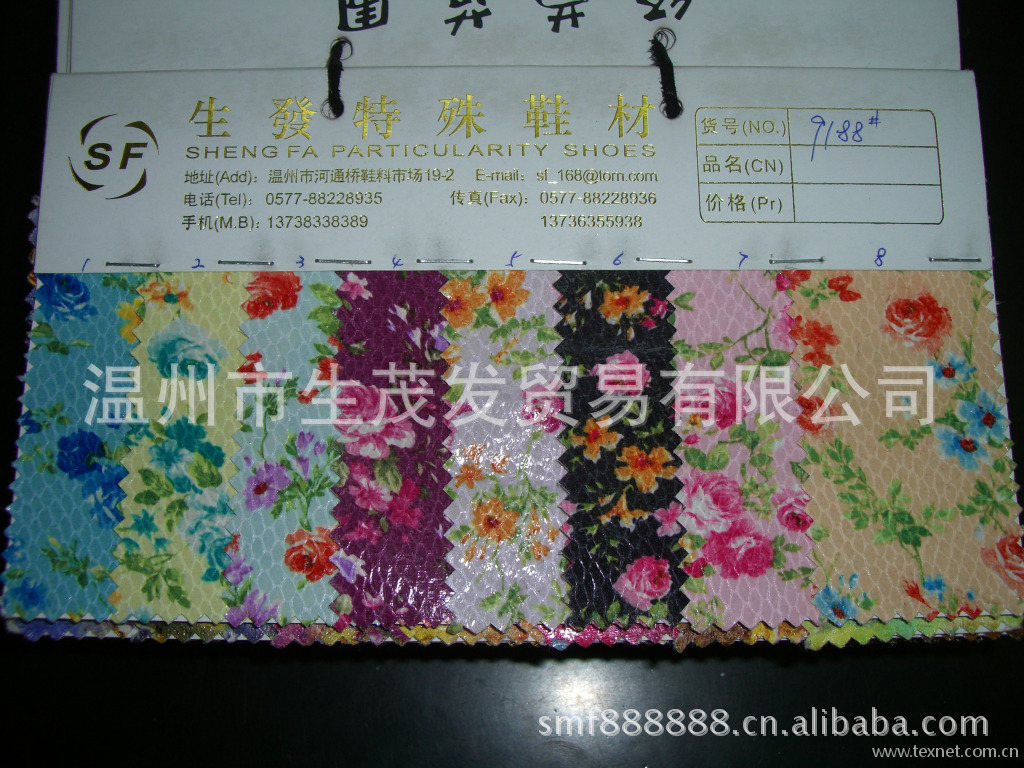 生發特殊鞋材
SF
SHENG FA PARTICULARITY SHOES
地址(Add): 温州市河通桥鞋料市场19-2 E-mail: sf_168@tom.com
电话(Tel): 0577-88228935 传真(Fax): 0577-88228936
手机(M.B): 13738338389 13736355938
货号(NO.) 9188#
品名(CN)
价格(Pr)
1 2 3 4 5 6 7 8
温州市生茂发贸易有限公司
smf888888.cn.alibaba.com
www.texnet.com.cn